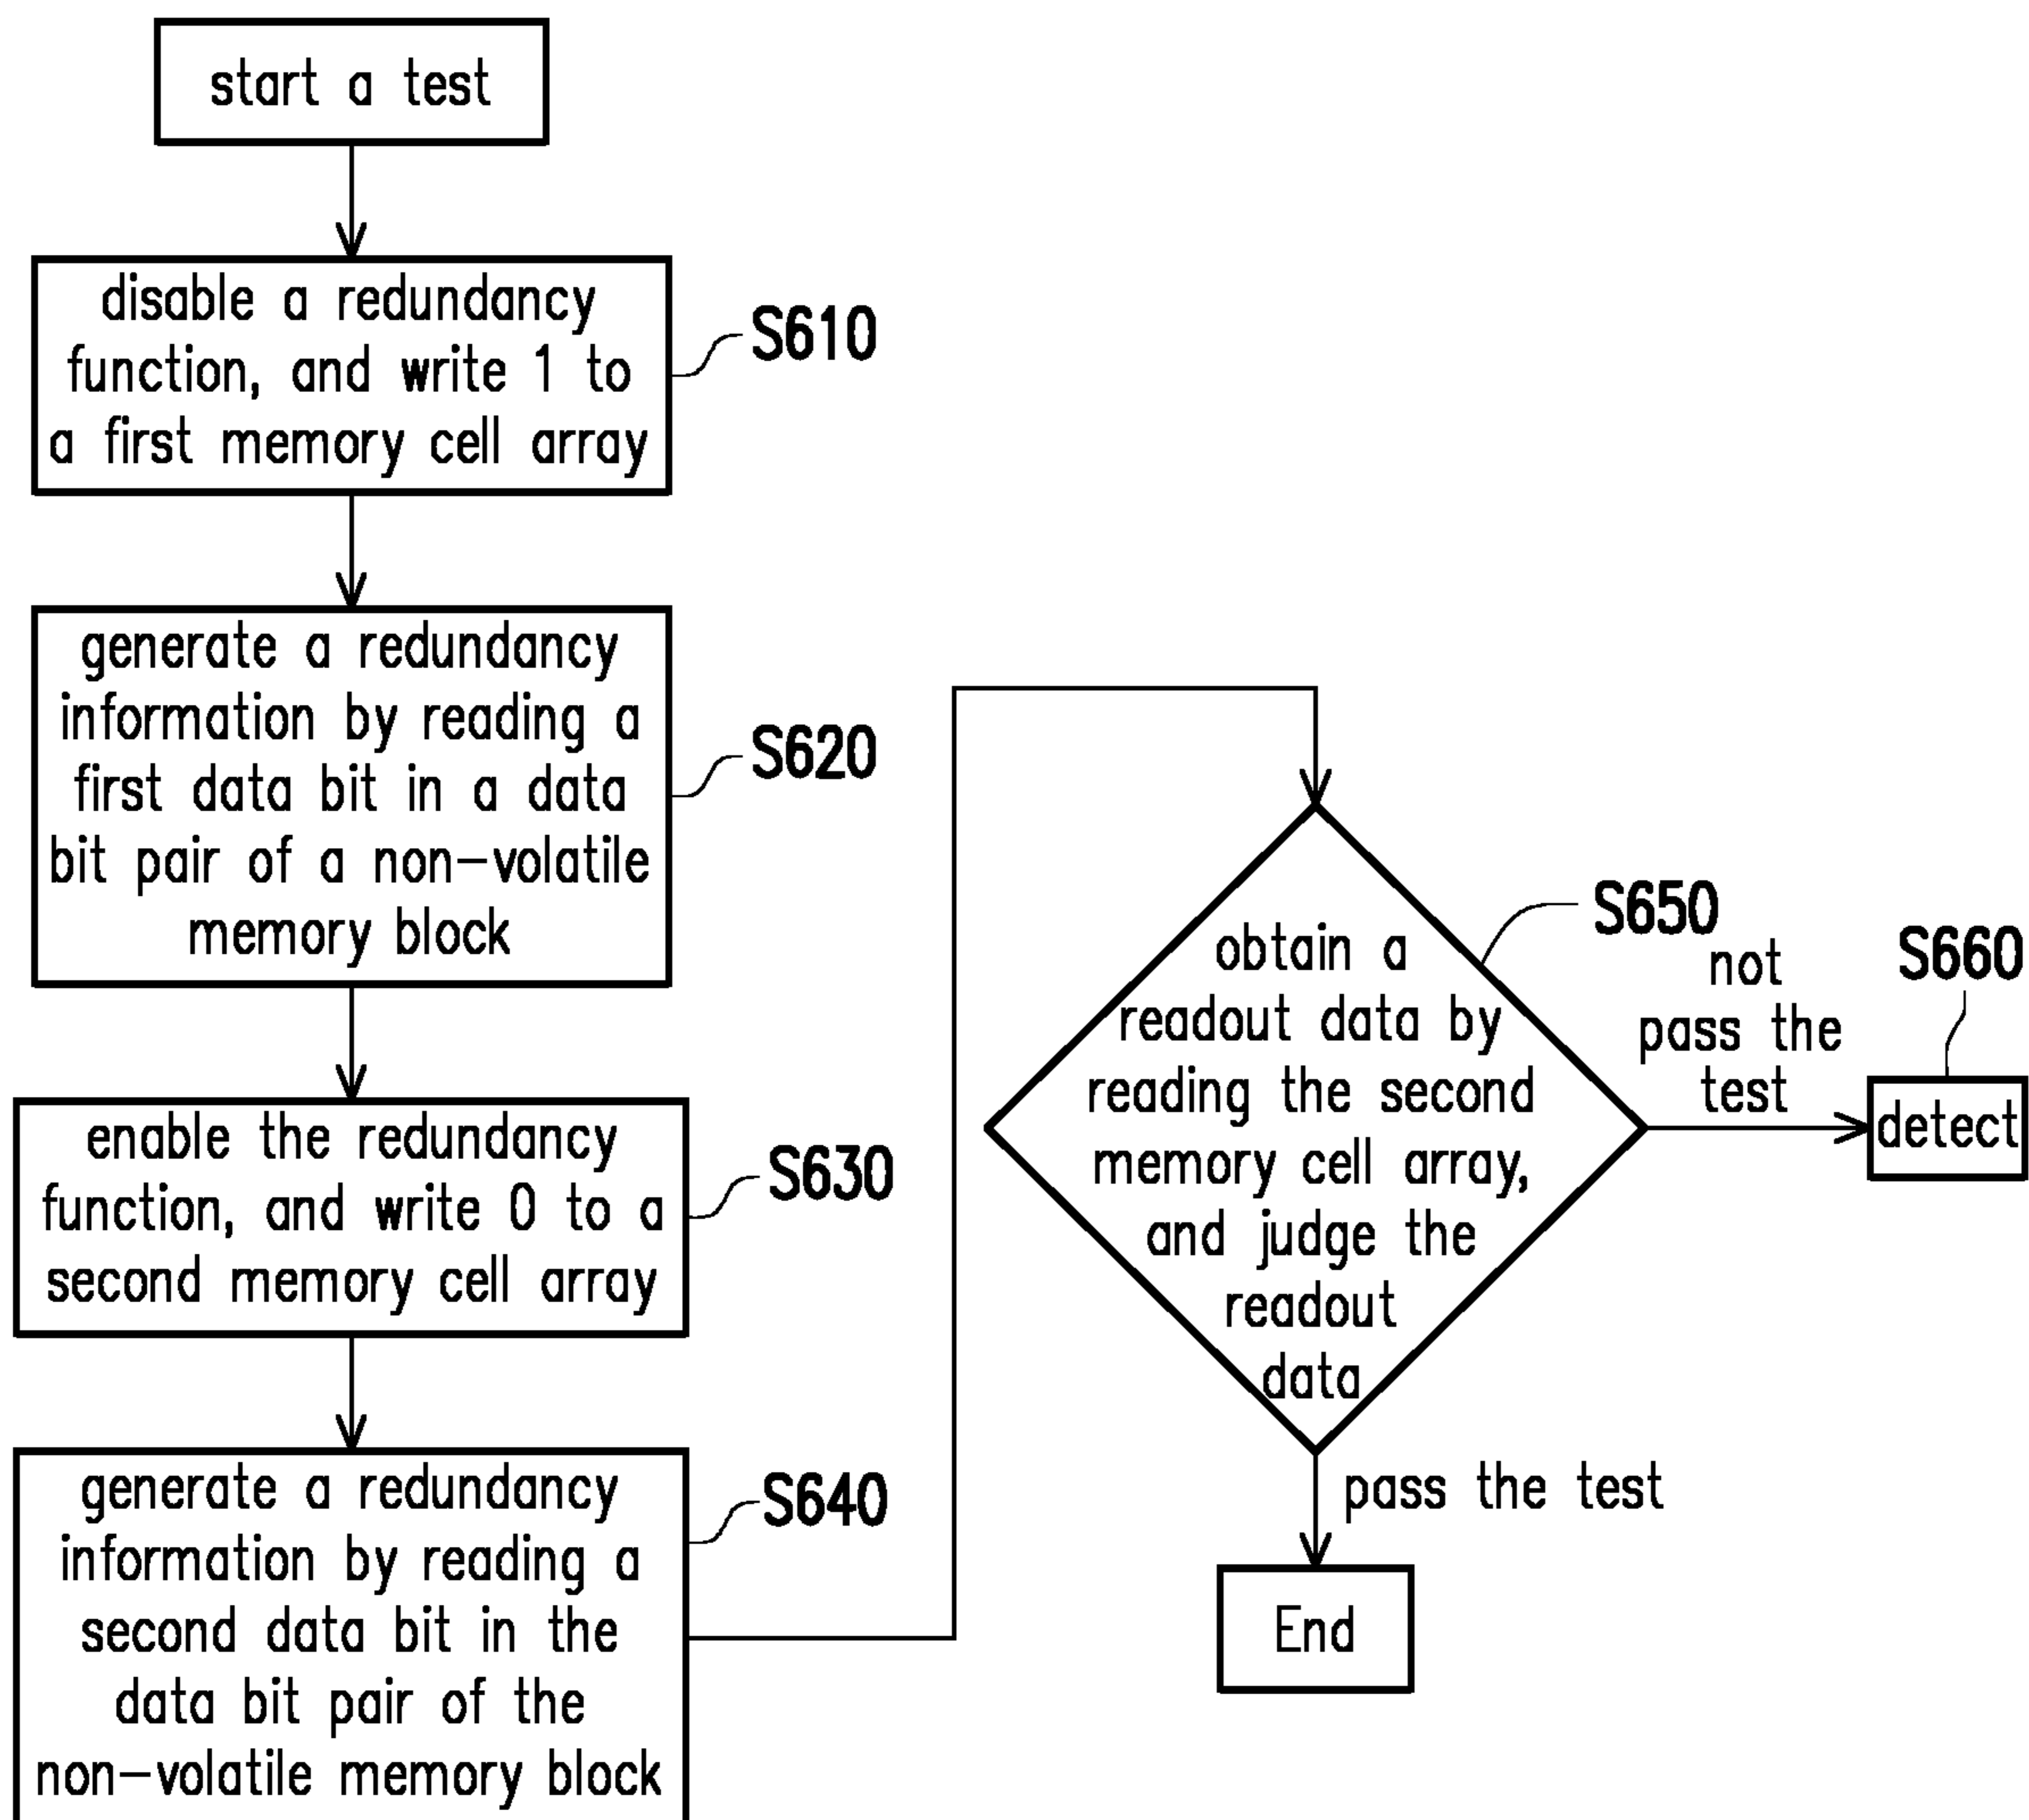 start a test
disable a redundancy
function, and write 1 to
a first memory cell array
S610
generate a redundancy
information by reading a
first data bit in a data
bit pair of a non-volatile
memory block
S620
enable the redundancy
function, and write 0 to a
second memory cell array
S630
generate a redundancy
information by reading a
second data bit in the
data bit pair of the
non-volatile memory block
S640
obtain a
readout data by
reading the second
memory cell array,
and judge the
readout
data
S650
not
pass the
test
S660
detect
pass the test
End